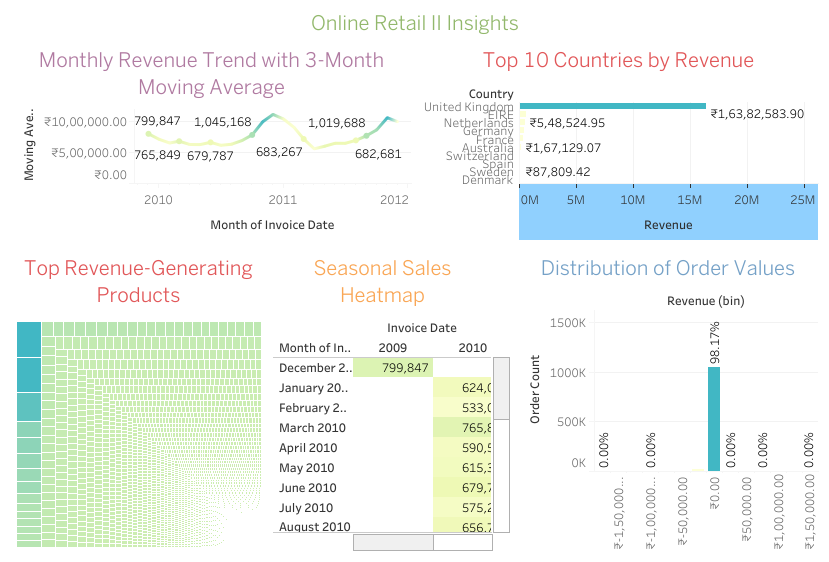 Online Retail II Insights
Monthly Revenue Trend with 3-Month
Moving Average
Moving Ave..
₹10,00,000.00
₹5,00,000.00
₹0.00
799,847
1,045,168
1,019,688
765,849
679,787
683,267
682,681
2010
2011
2012
Month of Invoice Date
Top 10 Countries by Revenue
Country
United Kingdom
EIRE
Netherlands
Germany
France
Australia
Switzerland
Spain
Sweden
Denmark
₹1,63,82,583.90
₹5,48,524.95
₹1,67,129.07
₹87,809.42
0M
5M
10M
15M
20M
25M
Revenue
Top Revenue-Generating
Products
Seasonal Sales
Heatmap
Invoice Date
Month of In..
2009
2010
December 2..
799,847
January 20..
624,0
February 2..
533,0
March 2010
765,8
April 2010
590,5
May 2010
615,3
June 2010
679,7
July 2010
575,2
August 2010
656,7
Distribution of Order Values
Revenue (bin)
Order Count
1500K
1000K
500K
0K
0.00%
0.00%
98.17%
0.00%
0.00%
0.00%
₹-1,50,000...
₹-1,00,000...
₹-50,000.00
₹0.00
₹50,000.00
₹1,00,000.00
₹1,50,000.00